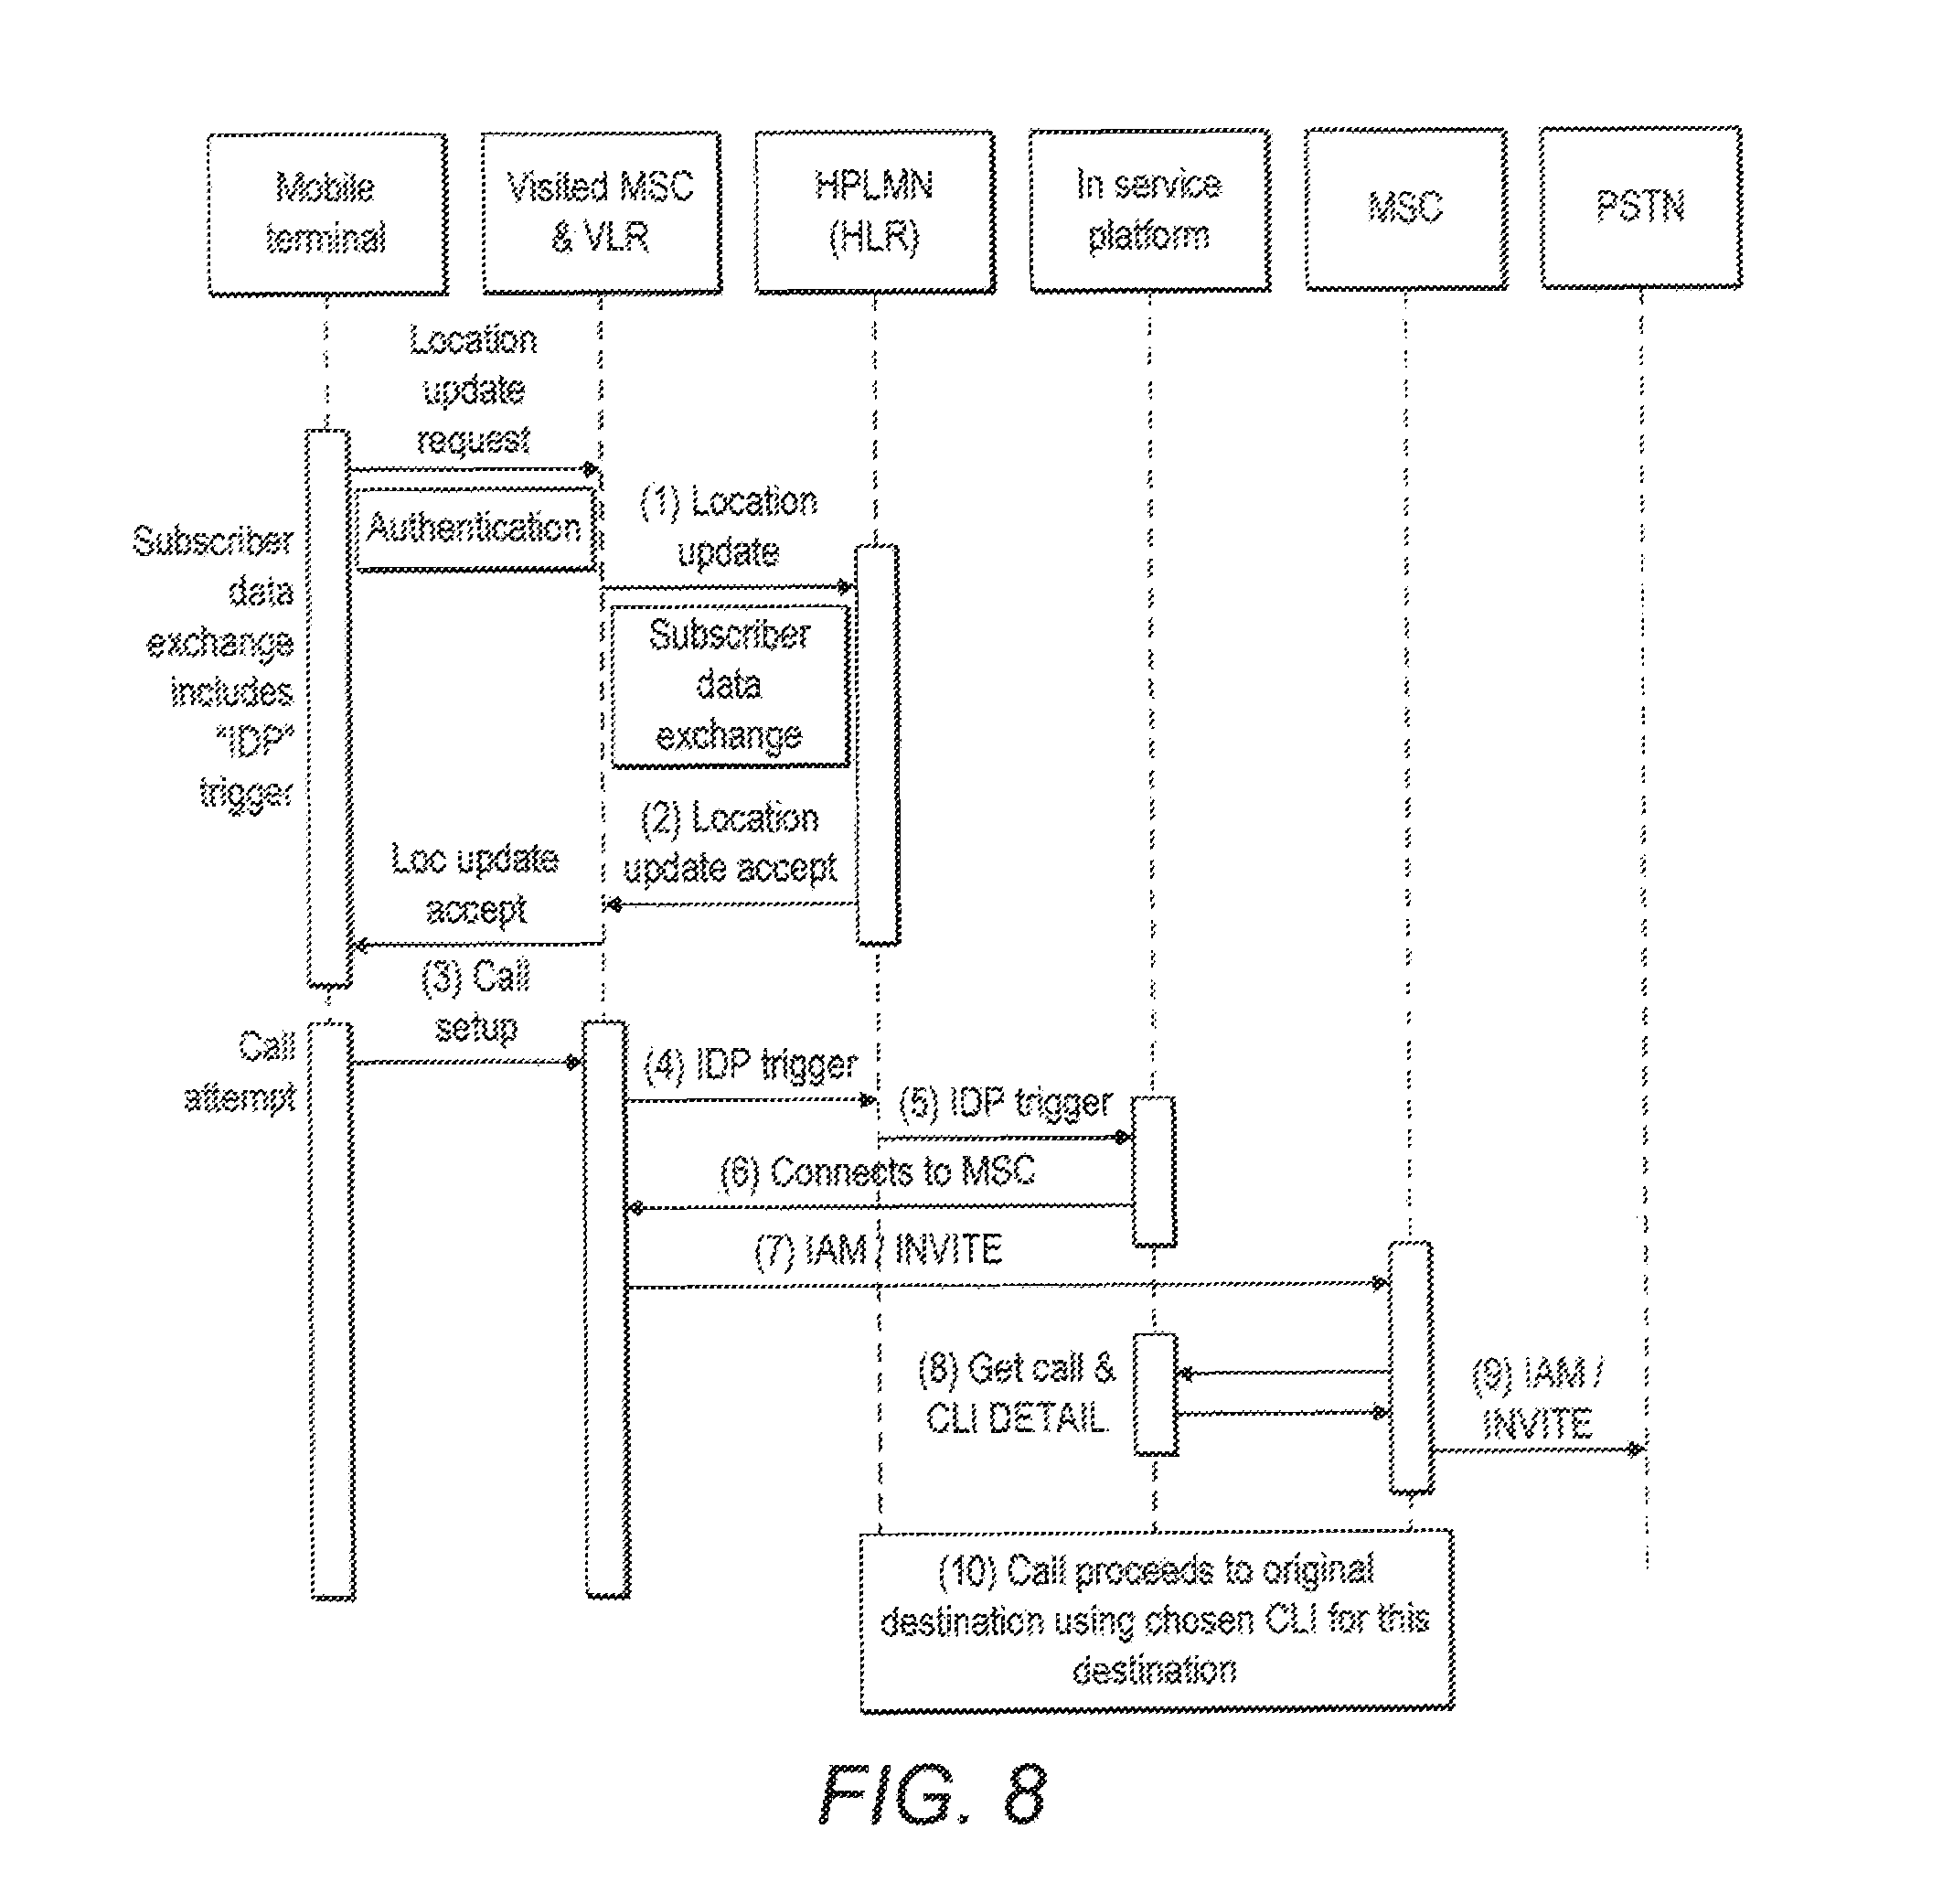 Mobile
terminal
Visited MSC
& VLR
HPLMN
(HLR)
In service
platform
MSC
PSTN
Location
update
request
Authentication
(1) Location
update
Subscriber
data
exchange
includes
"IDP"
trigger
Subscriber
data
exchange
(2) Location
update accept
Loc update
accept
(3) Call
setup
Call
attempt
(4) IDP trigger
(5) IDP trigger
(6) Connects to MSC
(7) IAM / INVITE
(8) Get call &
CLI DETAIL
(9) IAM /
INVITE
(10) Call proceeds to original
destination using chosen CLI for this
destination
FIG. 8